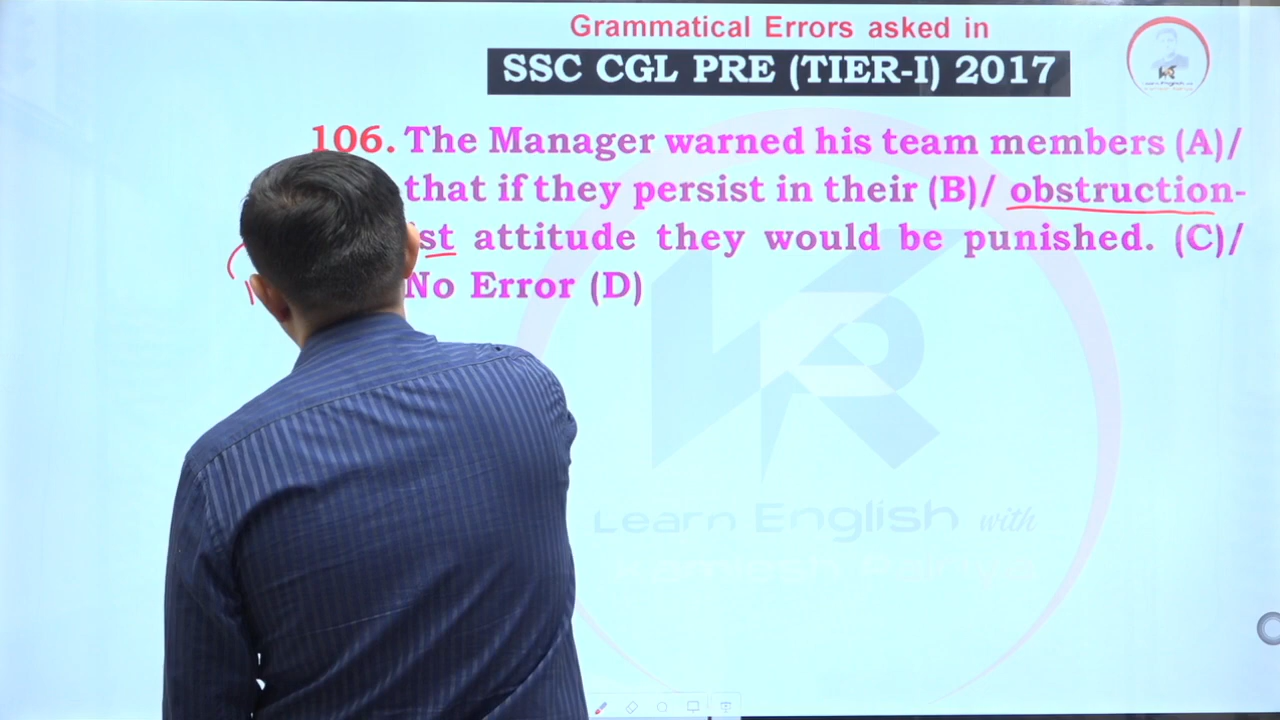 Grammatical Errors asked in
SSC CGL PRE (TIER-I) 2017
106. The Manager warned his team members (A)/
that if they persist in their (B)/ obstruction-
st attitude they would be punished. (C)/
No Error (D)
Learn English with